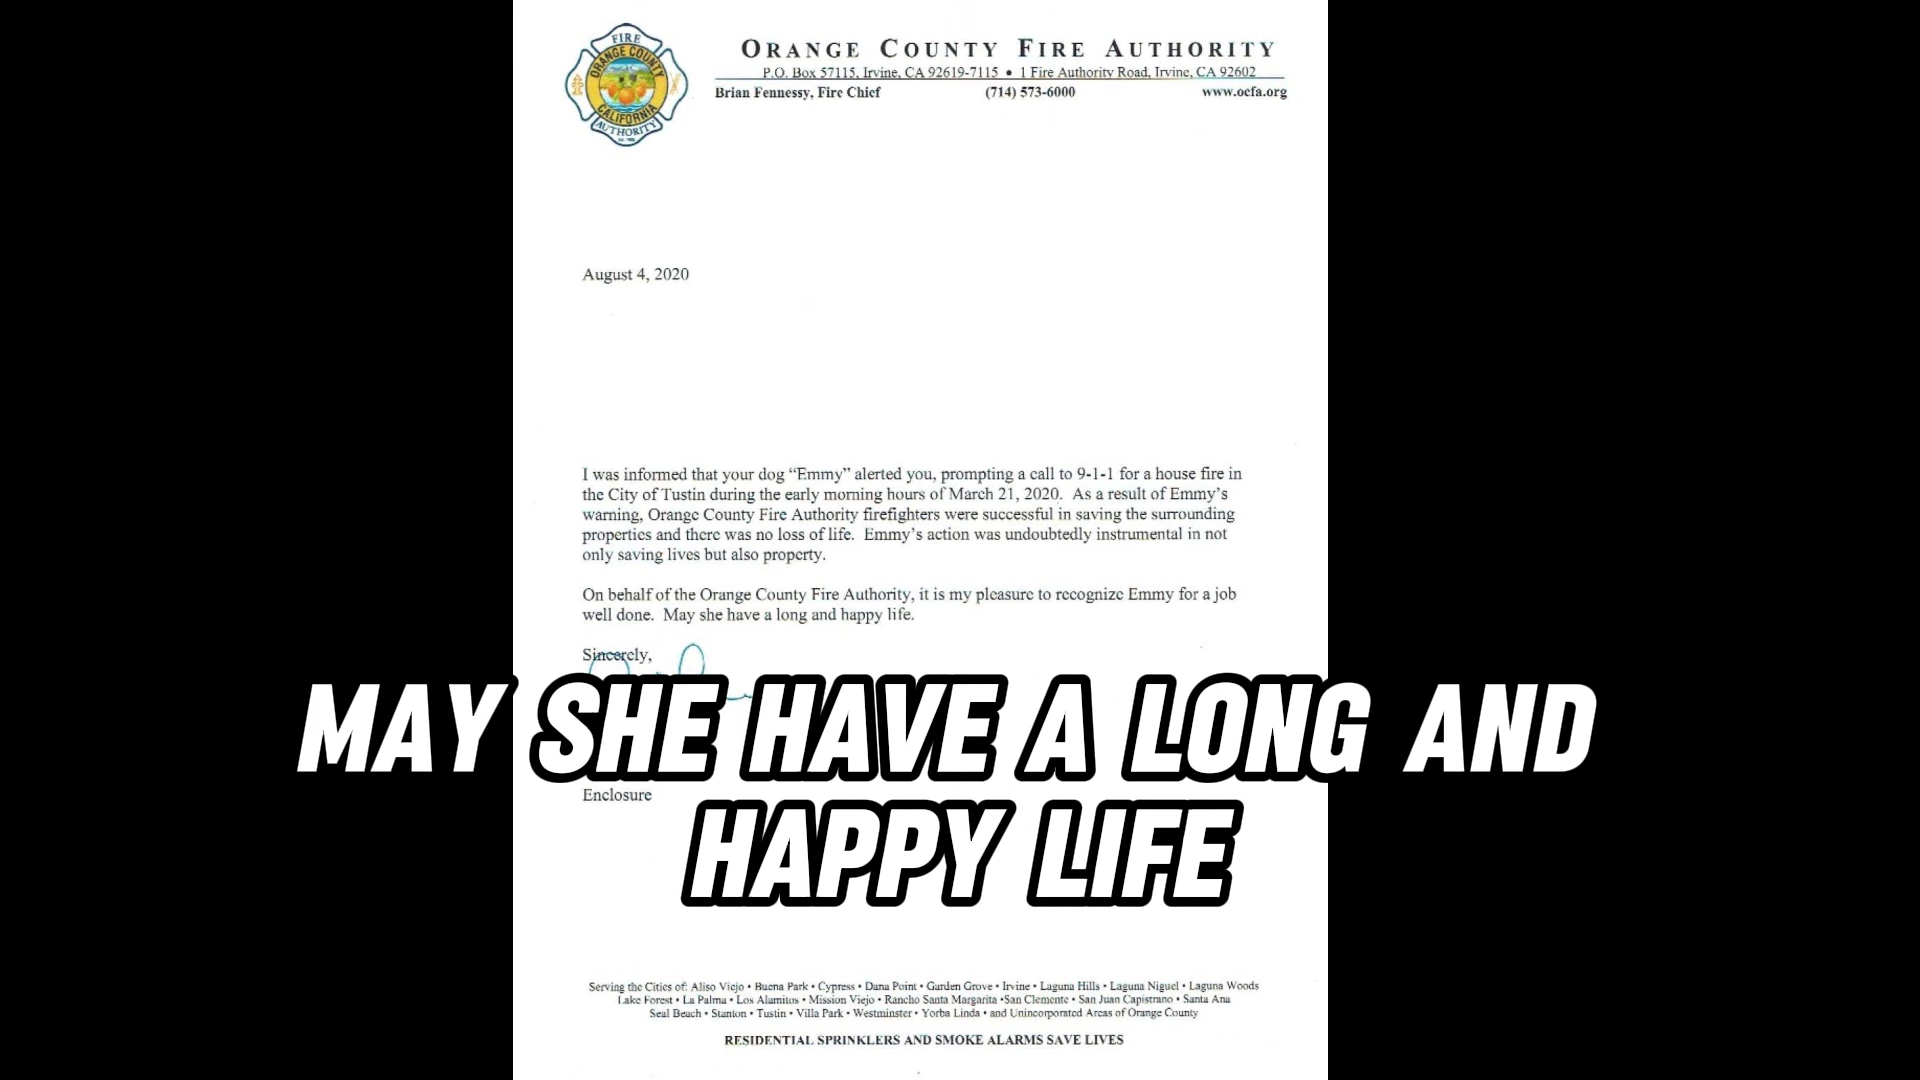 FIRE
ORANGE COUNTY
CALIFORNIA
AUTHORITY
ORANGE COUNTY FIRE AUTHORITY
P.O. Box 57115, Irvine, CA 92619-7115 • 1 Fire Authority Road, Irvine, CA 92602
Brian Fennessy, Fire Chief (714) 573-6000 www.ocfa.org
August 4, 2020
I was informed that your dog “Emmy” alerted you, prompting a call to 9-1-1 for a house fire in
the City of Tustin during the early morning hours of March 21, 2020. As a result of Emmy’s
warning, Orange County Fire Authority firefighters were successful in saving the surrounding
properties and there was no loss of life. Emmy’s action was undoubtedly instrumental in not
only saving lives but also property.
On behalf of the Orange County Fire Authority, it is my pleasure to recognize Emmy for a job
well done. May she have a long and happy life.
Sincerely,
MAY SHE HAVE A LONG AND
HAPPY LIFE
Enclosure
Serving the Cities of: Aliso Viejo • Buena Park • Cypress • Dana Point • Garden Grove • Irvine • Laguna Hills • Laguna Niguel • Laguna Woods
Lake Forest • La Palma • Los Alamitos • Mission Viejo • Rancho Santa Margarita •San Clemente • San Juan Capistrano • Santa Ana
Seal Beach • Stanton • Tustin • Villa Park • Westminster • Yorba Linda • and Unincorporated Areas of Orange County
RESIDENTIAL SPRINKLERS AND SMOKE ALARMS SAVE LIVES